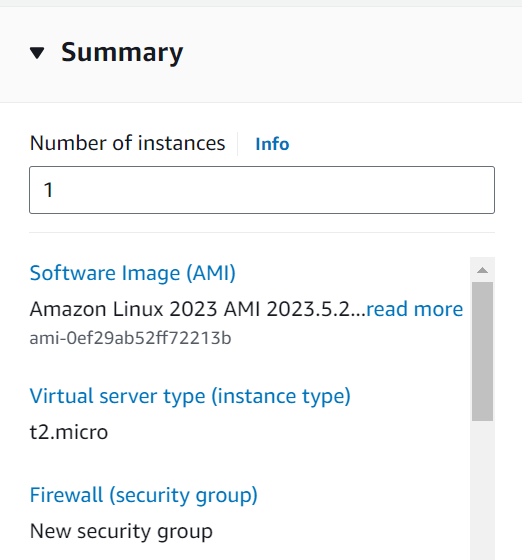 Summary
Number of instances Info
1
Software Image (AMI)
Amazon Linux 2023 AMI 2023.5.2...read more
ami-0ef29ab52ff72213b
Virtual server type (instance type)
t2.micro
Firewall (security group)
New security group